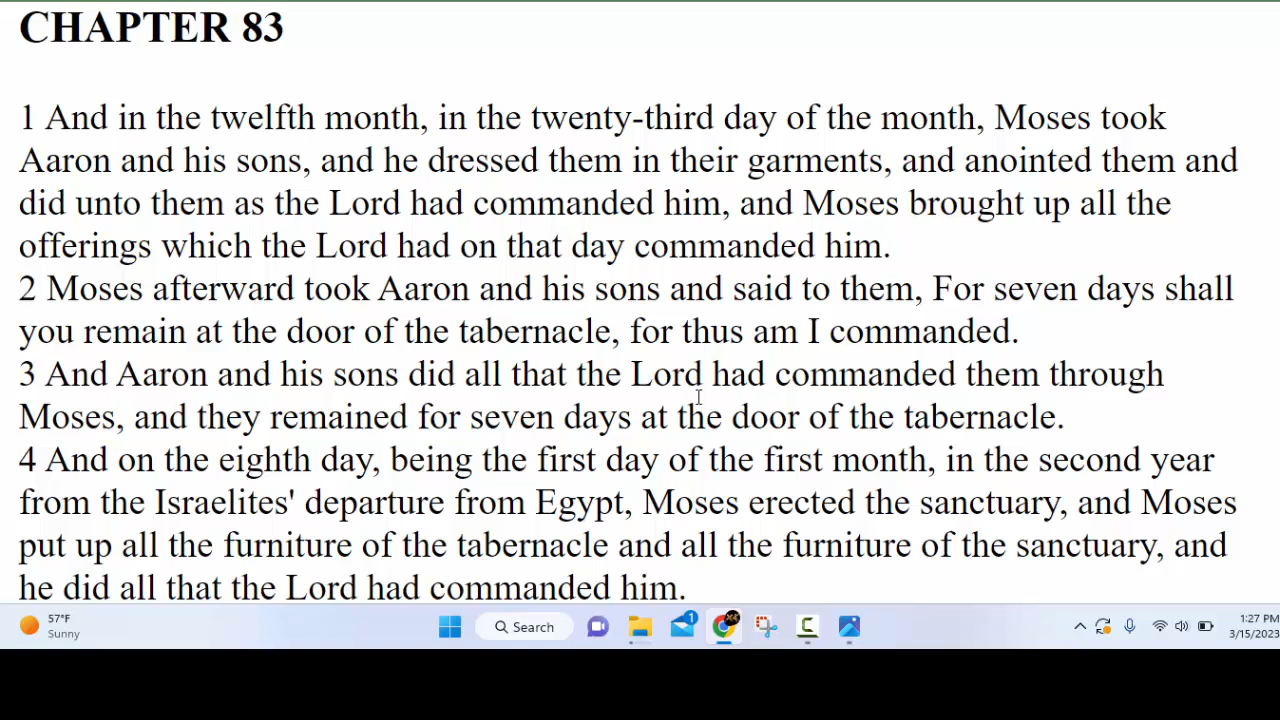 CHAPTER 83
1 And in the twelfth month, in the twenty-third day of the month, Moses took
Aaron and his sons, and he dressed them in their garments, and anointed them and
did unto them as the Lord had commanded him, and Moses brought up all the
offerings which the Lord had on that day commanded him.
2 Moses afterward took Aaron and his sons and said to them, For seven days shall
you remain at the door of the tabernacle, for thus am I commanded.
3 And Aaron and his sons did all that the Lord had commanded them through
Moses, and they remained for seven days at the door of the tabernacle.
4 And on the eighth day, being the first day of the first month, in the second year
from the Israelites' departure from Egypt, Moses erected the sanctuary, and Moses
put up all the furniture of the tabernacle and all the furniture of the sanctuary, and
he did all that the Lord had commanded him.
57°F
Sunny
Search
1
C
1:27 PM
3/15/2023